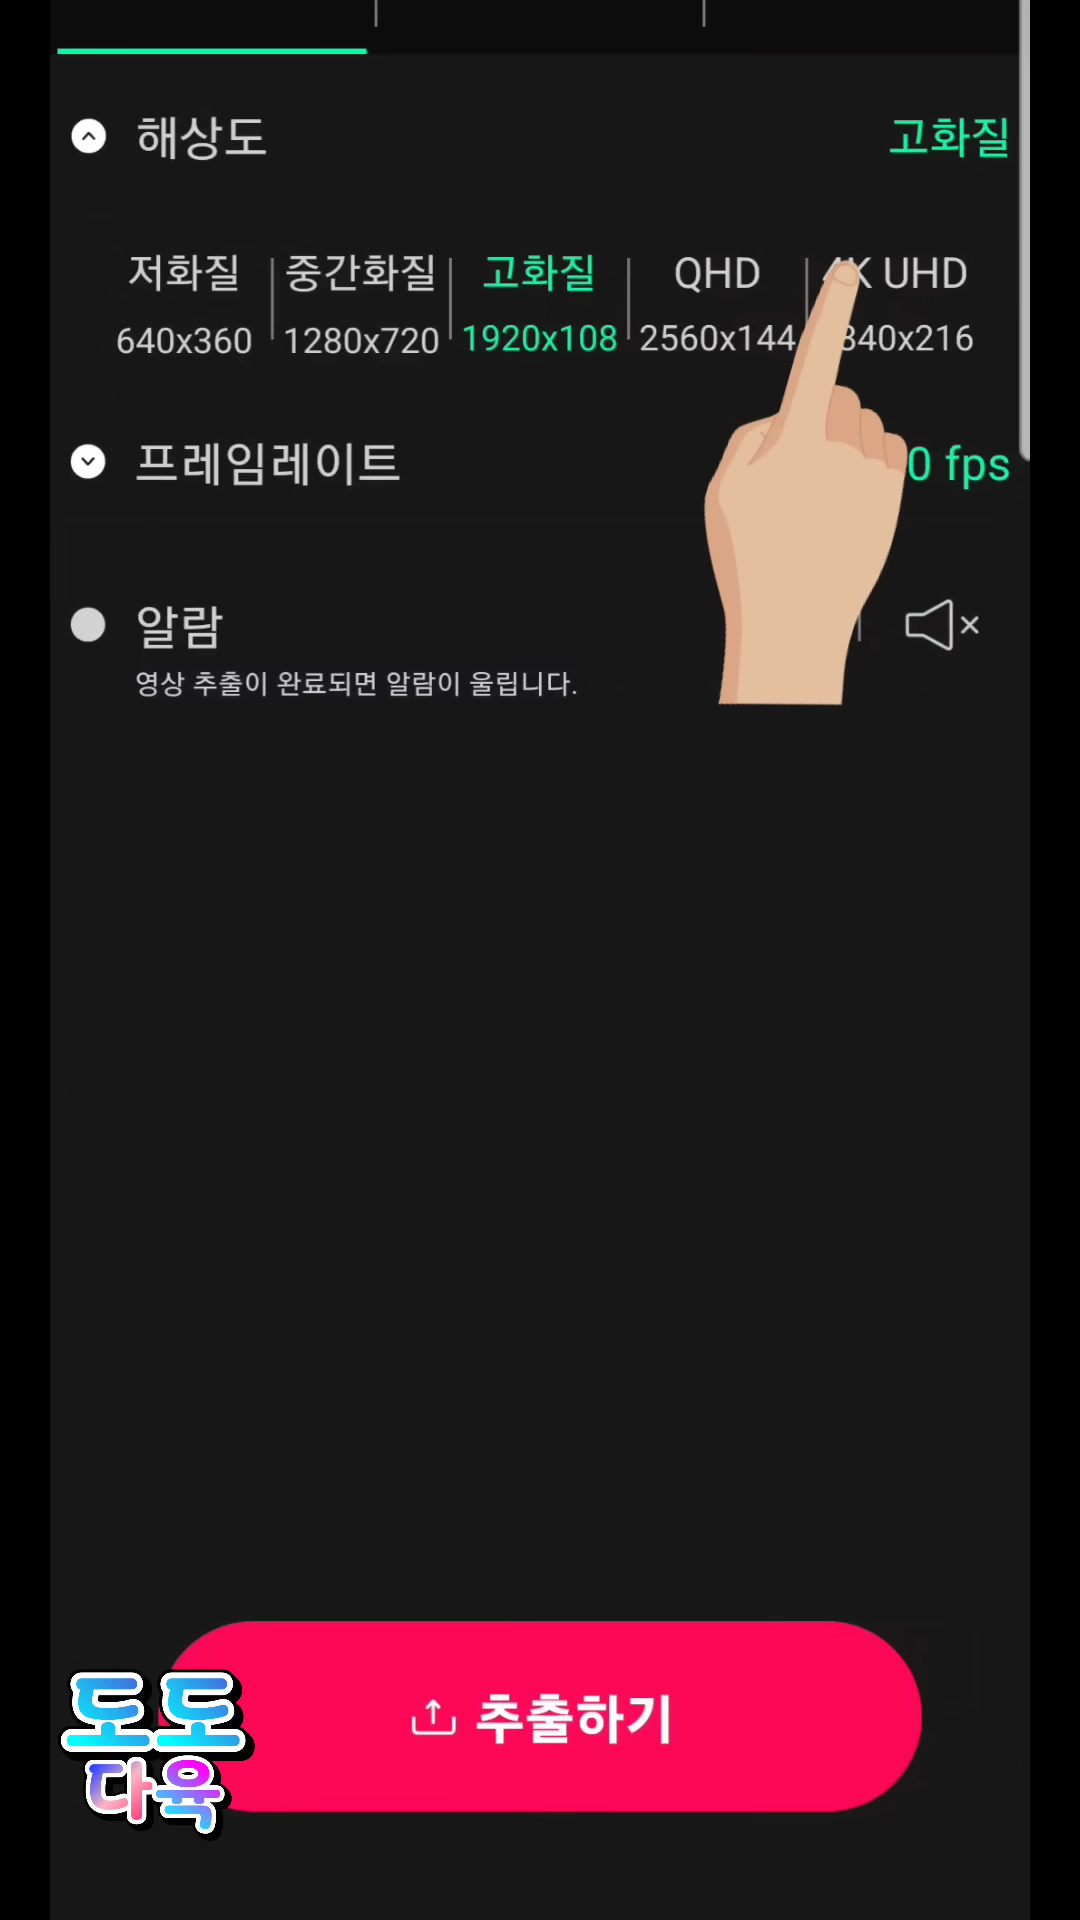 해상도 고화질
저화질 중간화질 고화질 QHD 4K UHD
640x360 1280x720 1920x108 2560x144 840x216
프레임레이트 0 fps
알람
영상 추출이 완료되면 알람이 울립니다.
추출하기
도토
다육